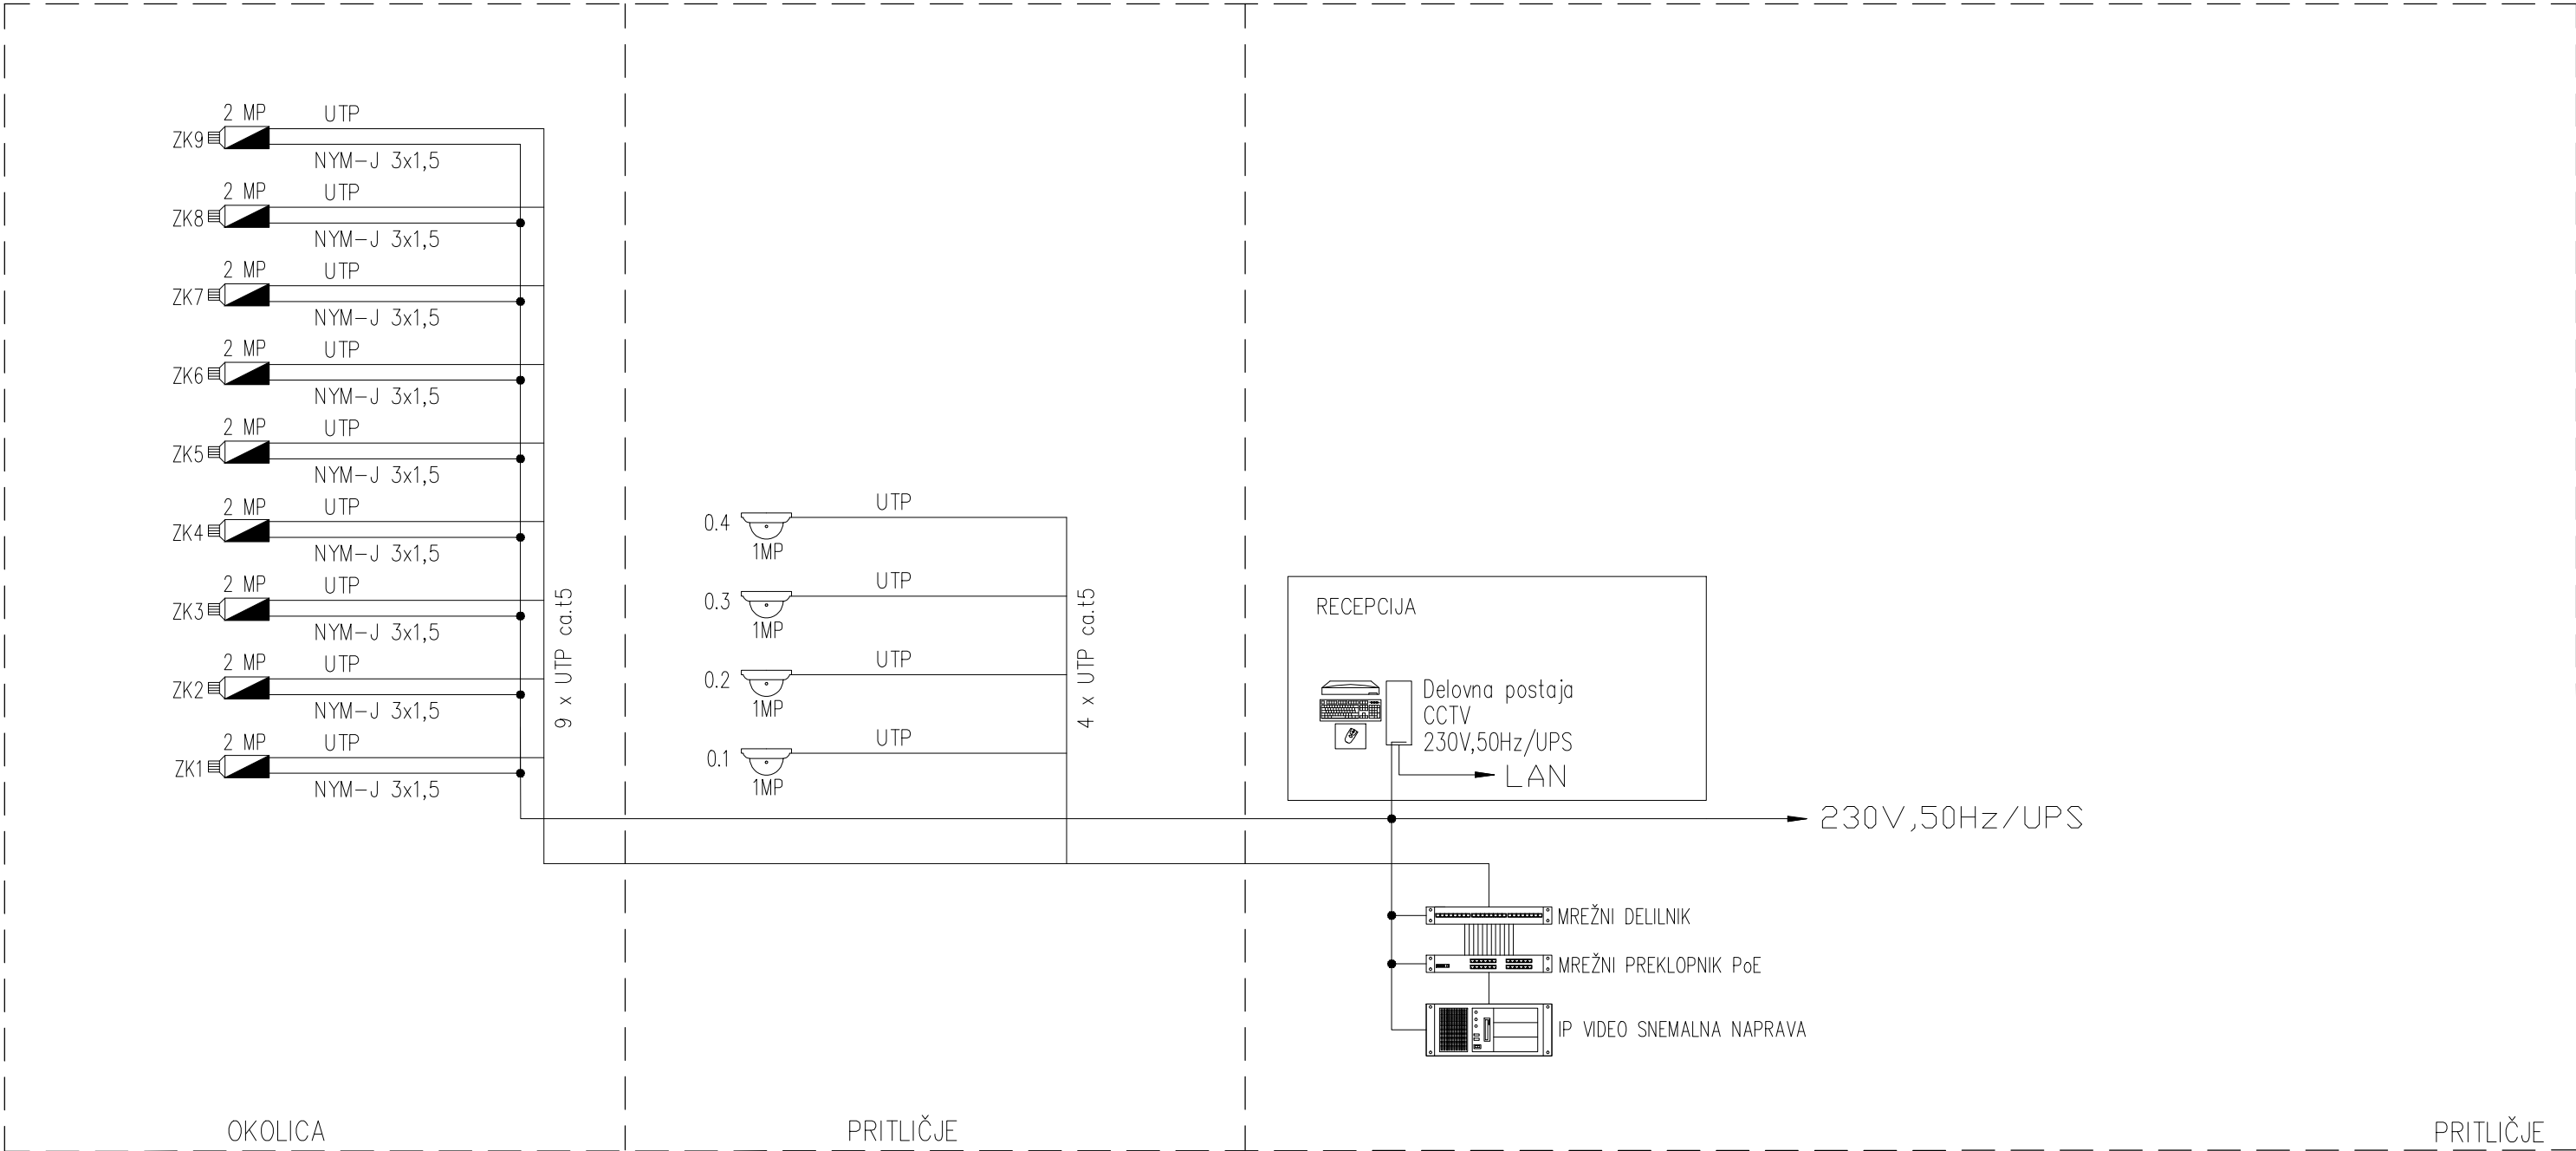 2 MP UTP
ZK9
NYM-J 3x1,5
2 MP UTP
ZK8
NYM-J 3x1,5
2 MP UTP
ZK7
NYM-J 3x1,5
2 MP UTP
ZK6
NYM-J 3x1,5
2 MP UTP
ZK5
NYM-J 3x1,5
2 MP UTP
ZK4
NYM-J 3x1,5
2 MP UTP
ZK3
NYM-J 3x1,5
2 MP UTP
ZK2
NYM-J 3x1,5
2 MP UTP
ZK1
NYM-J 3x1,5
9 x UTP ca.t5
OKOLICA
UTP
0.4
1MP
UTP
0.3
1MP
UTP
0.2
1MP
UTP
0.1
1MP
4 x UTP ca.t5
PRITLIČJE
RECEPCIJA
Delovna postaja
CCTV
230V,50Hz/UPS
LAN
230V,50Hz/UPS
MREŽNI DELILNIK
MREŽNI PREKLOPNIK PoE
IP VIDEO SNEMALNA NAPRAVA
PRITLIČJE